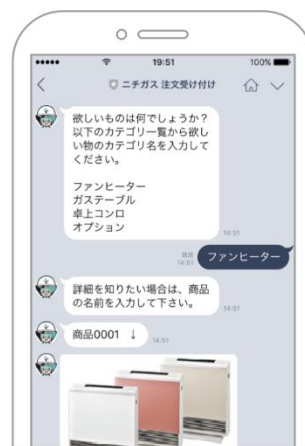 19:51
100%
ニチガス 注文受け付け
欲しいものは何でしょうか？
以下のカテゴリ一覧から欲し
い物のカテゴリ名を入力して
ください。
ファンヒーター
ガステーブル
卓上コンロ
オプション
14:51
既読
14:51
ファンヒーター
詳細を知りたい場合は、商品
の名前を入力して下さい。
14:51
商品0001 ↓
14:51